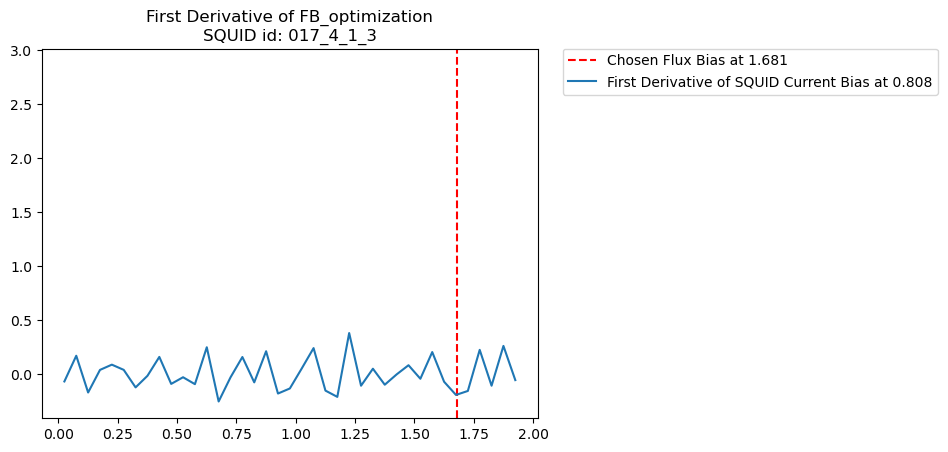 First Derivative of FB_optimization
SQUID id: 017_4_1_3
3.0
2.5
2.0
1.5
1.0
0.5
0.0
0.00 0.25 0.50 0.75 1.00 1.25 1.50 1.75 2.00
Chosen Flux Bias at 1.681
First Derivative of SQUID Current Bias at 0.808